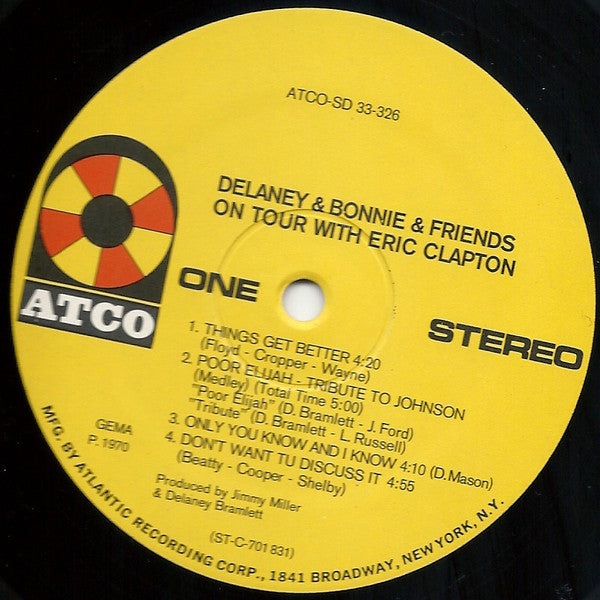 ATCO-SD 33-326
DELANEY & BONNIE & FRIENDS
ON TOUR WITH ERIC CLAPTON
ATCO
ONE
STEREO
1. THINGS GET BETTER 4:20
(Floyd - Cropper - Wayne)
2. POOR ELIJAH - TRIBUTE TO JOHNSON
(Medley) (Total Time 5:00)
"Poor Elijah" (D. Bramlett - J. Ford)
"Tribute" (D. Bramlett - L. Russell)
3. ONLY YOU KNOW AND I KNOW 4:10 (D. Mason)
4. DON'T WANT TU DISCUSS IT 4:55
(Beatty - Cooper - Shelby)
GEMA
P. 1970
Produced by Jimmy Miller
& Delaney Bramlett
(ST-C-701 831)
MFG. BY ATLANTIC RECORDING CORP., 1841 BROADWAY, NEW YORK, N.Y.